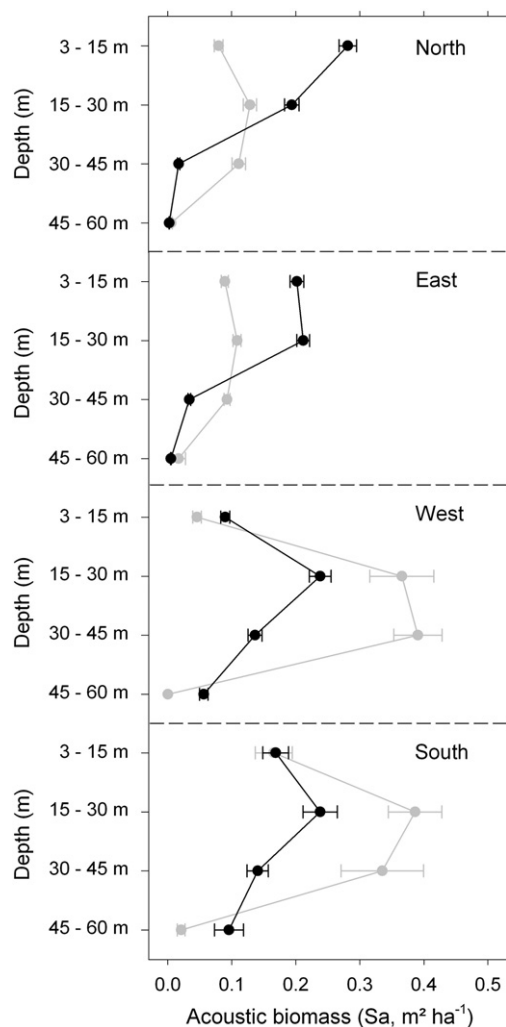 North
Depth (m)
3 - 15 m
15 - 30 m
30 - 45 m
45 - 60 m
East
Depth (m)
3 - 15 m
15 - 30 m
30 - 45 m
45 - 60 m
West
Depth (m)
3 - 15 m
15 - 30 m
30 - 45 m
45 - 60 m
South
Depth (m)
3 - 15 m
15 - 30 m
30 - 45 m
45 - 60 m
0.0 0.1 0.2 0.3 0.4 0.5
Acoustic biomass (Sa, m² ha⁻¹)